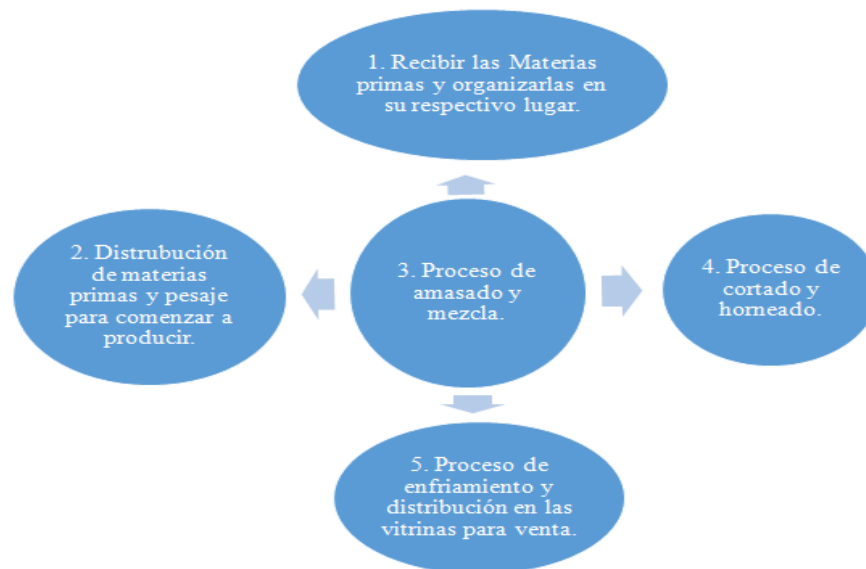 1. Recibir las Materias
primas y organizarlas en
su respectivo lugar.
2. Distrubución
de materias
primas y pesaje
para comenzar a
producir.
3. Proceso de
amasado y
mezcla.
4. Proceso de
cortado y
horneado.
5. Proceso de
enfriamiento y
distribución en las
vitrinas para venta.